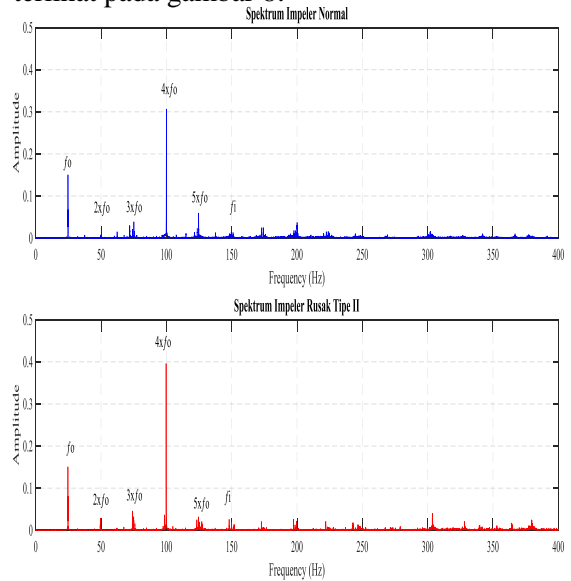 Spektrum Impeler Normal
0.5
0.4
0.3
0.2
0.1
0
Amplitude
fo
2xfo
3xfo
4xfo
5xfo
fi
0 50 100 150 200 250 300 350 400
Frequency (Hz)
Spektrum Impeler Rusak Tipe II
0.5
0.4
0.3
0.2
0.1
0
Amplitude
fo
2xfo
3xfo
4xfo
5xfo
fi
0 50 100 150 200 250 300 350 400
Frequency (Hz)